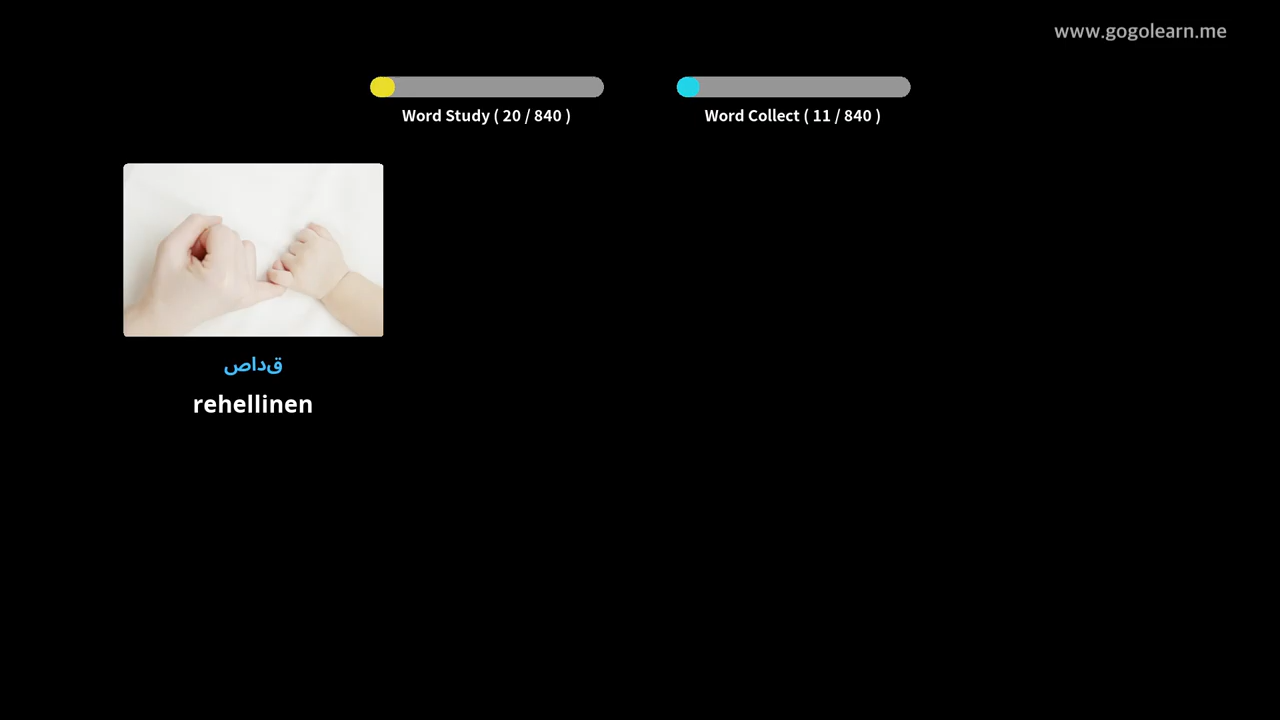 www.gogolearn.me
Word Study ( 20 / 840 )
Word Collect ( 11 / 840 )
قداص
rehellinen